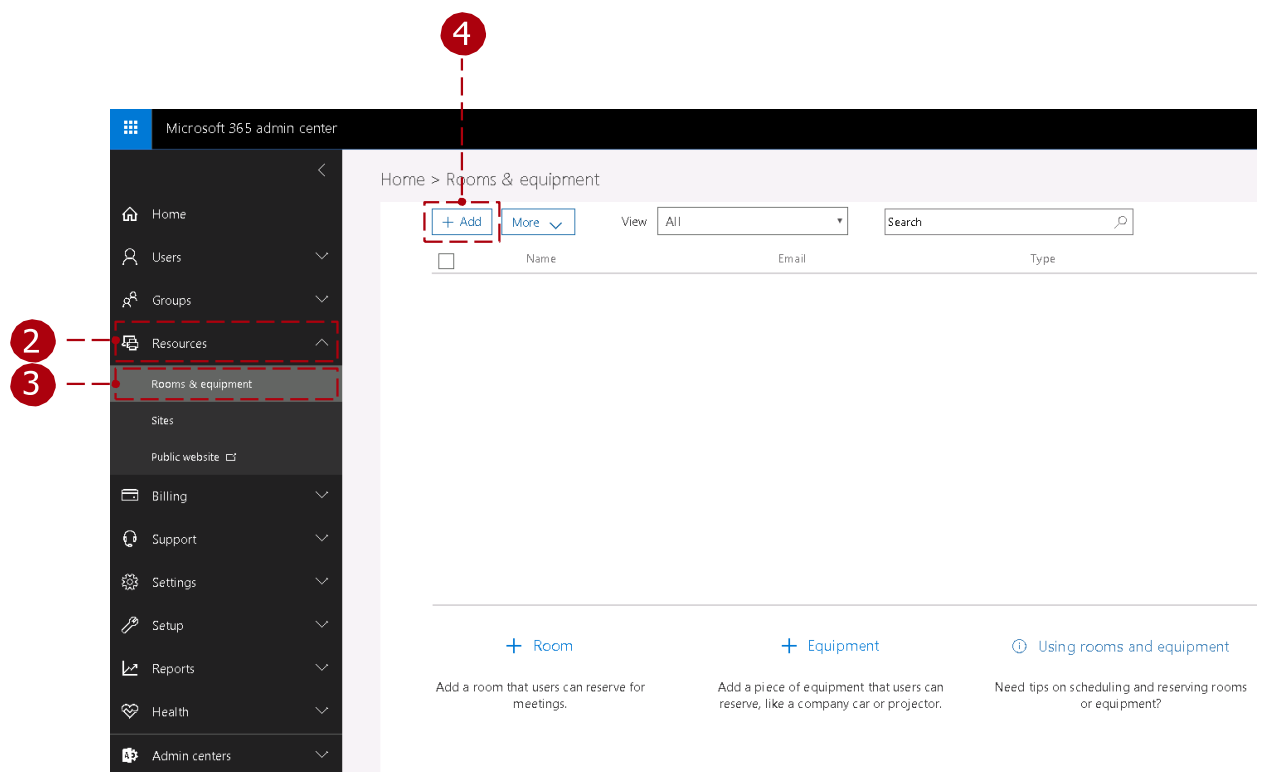 4
Microsoft 365 admin center
Home > Rooms & equipment
Home
+ Add More View All Search
Users
Name Email Type
Groups
2 Resources
3 Rooms & equipment
Sites
Public website
Billing
Support
Settings
Setup
+ Room + Equipment Using rooms and equipment
Reports
Add a room that users can reserve for Add a piece of equipment that users can Need tips on scheduling and reserving rooms
meetings. reserve, like a company car or projector. or equipment?
Health
Admin centers